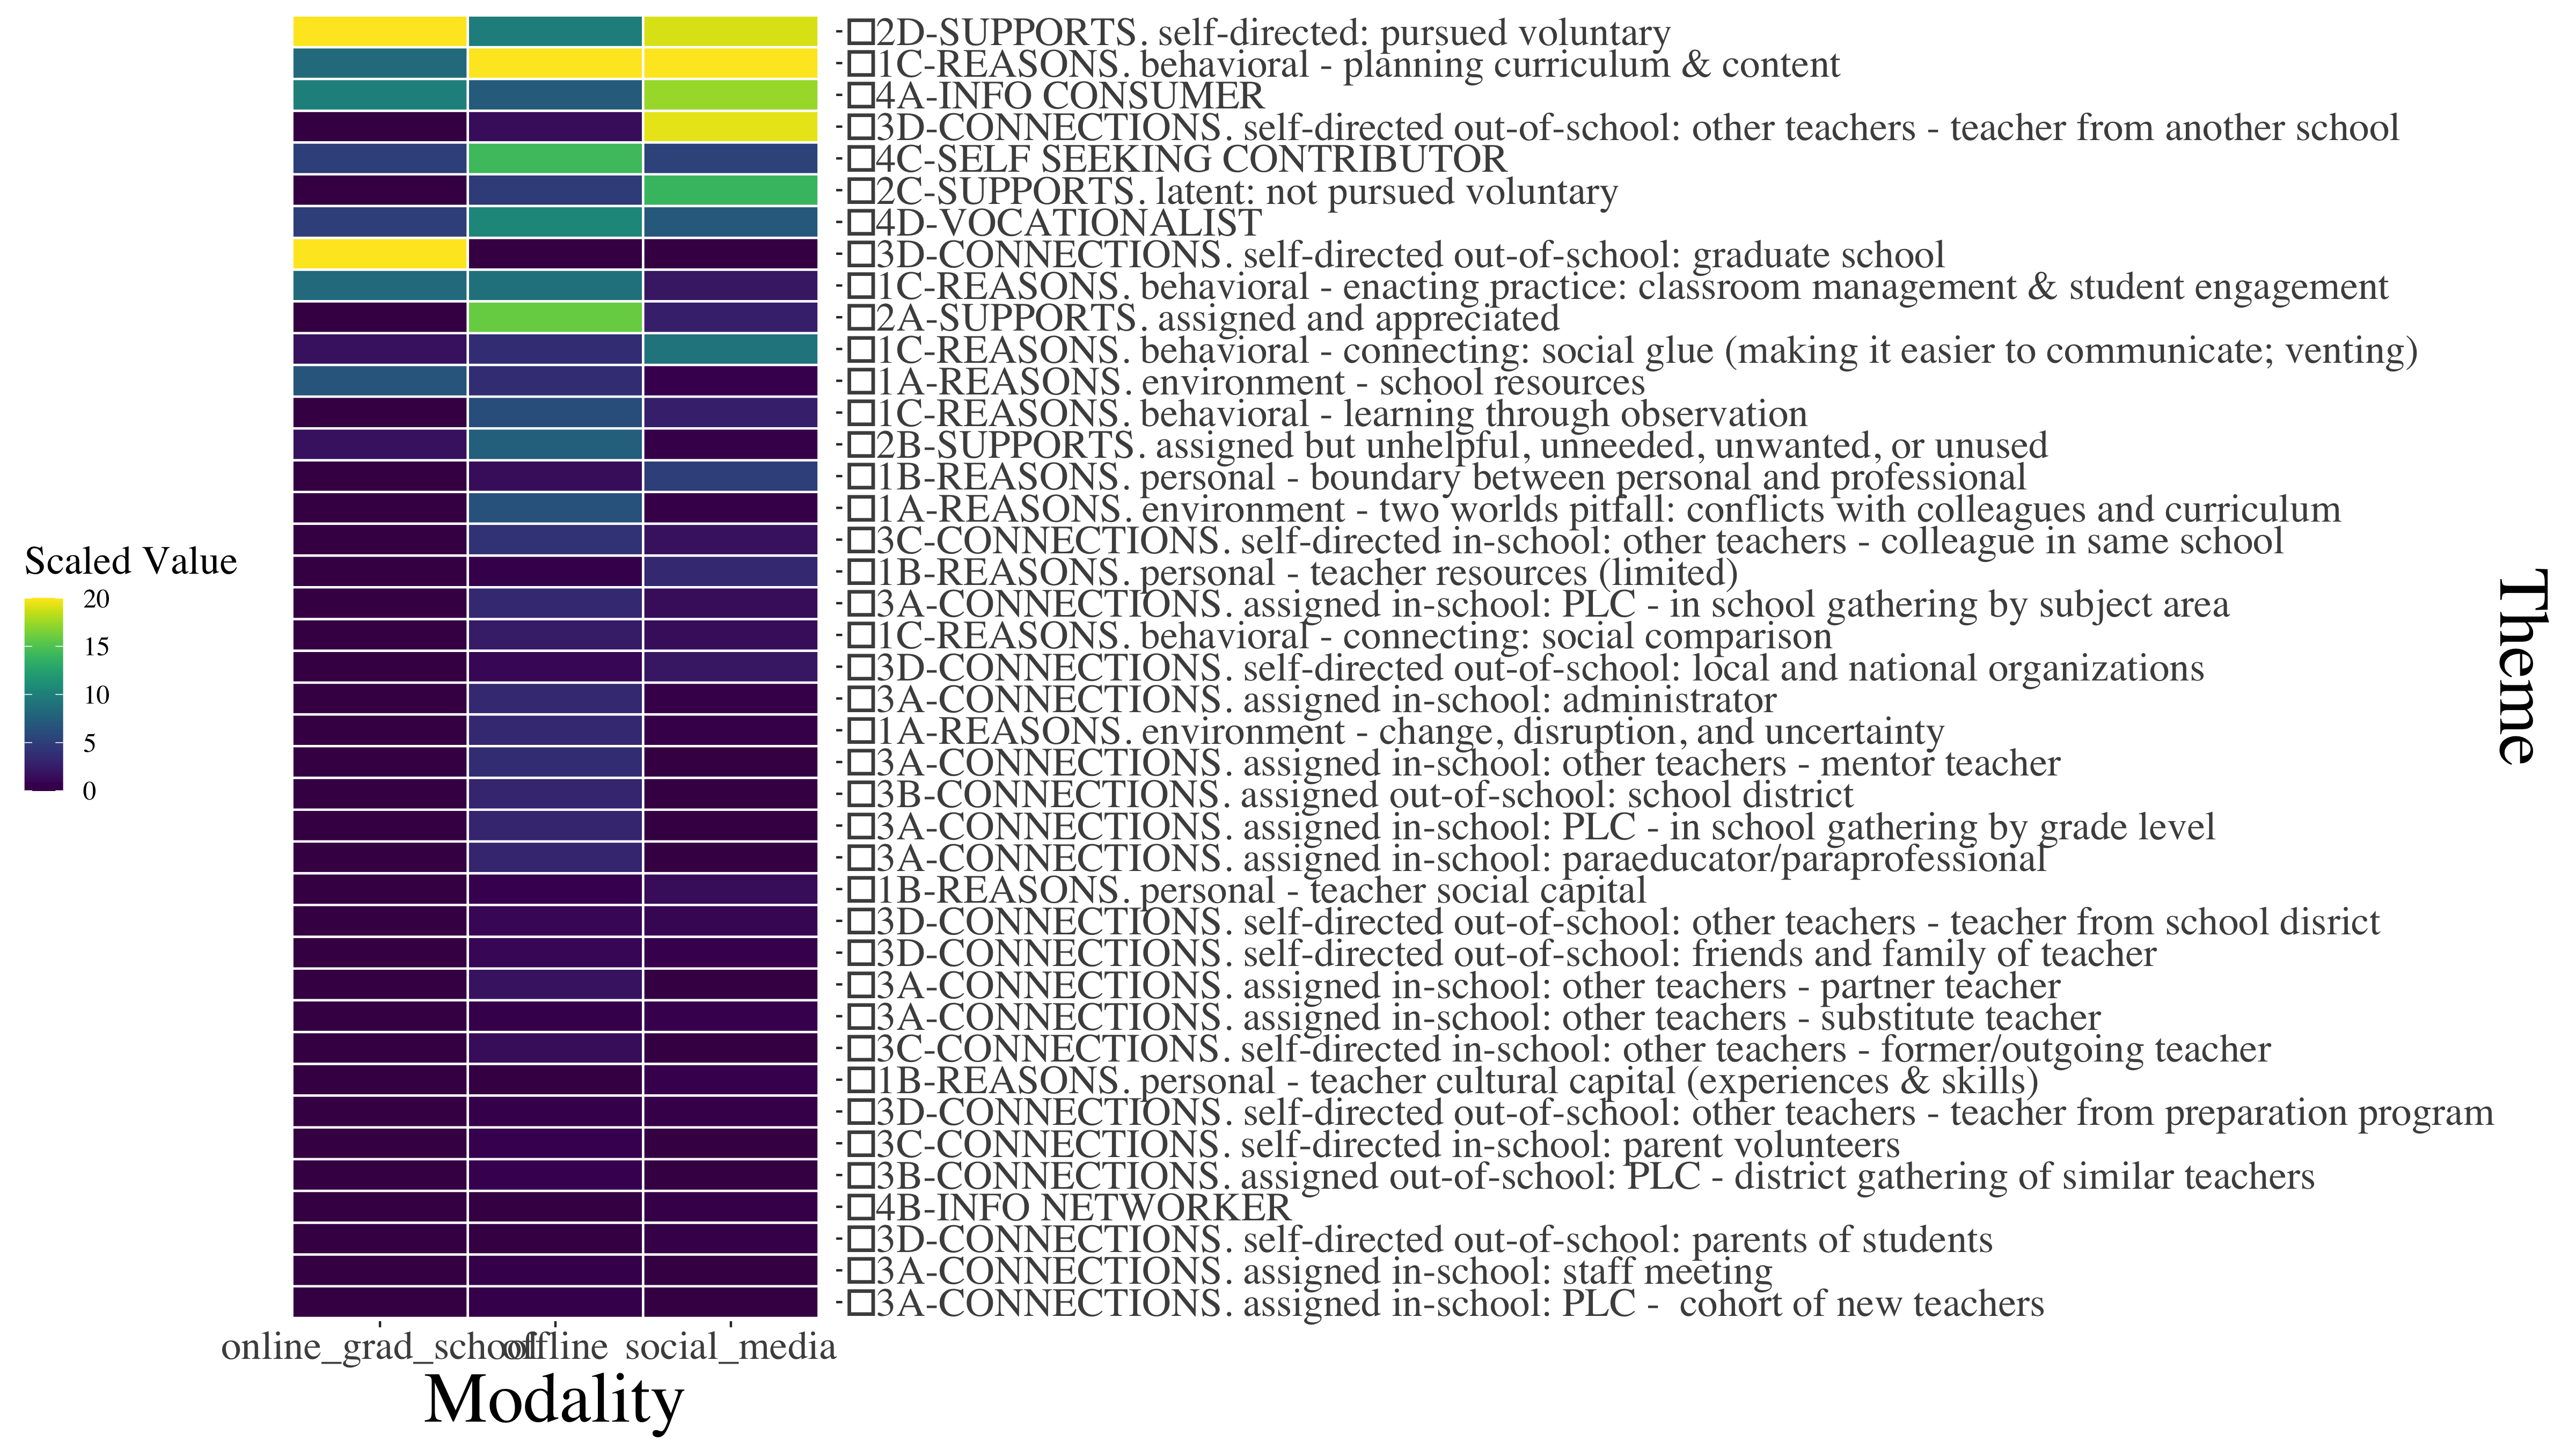 □2D-SUPPORTS. self-directed: pursued voluntary
□1C-REASONS. behavioral - planning curriculum & content
□4A-INFO CONSUMER
□3D-CONNECTIONS. self-directed out-of-school: other teachers - teacher from another school
□4C-SELF SEEKING CONTRIBUTOR
□2C-SUPPORTS. latent: not pursued voluntary
□4D-VOCATIONALIST
□3D-CONNECTIONS. self-directed out-of-school: graduate school
□1C-REASONS. behavioral - enacting practice: classroom management & student engagement
□2A-SUPPORTS. assigned and appreciated
□1C-REASONS. behavioral - connecting: social glue (making it easier to communicate; venting)
□1A-REASONS. environment - school resources
□1C-REASONS. behavioral - learning through observation
□2B-SUPPORTS. assigned but unhelpful, unneeded, unwanted, or unused
□1B-REASONS. personal - boundary between personal and professional
□1A-REASONS. environment - two worlds pitfall: conflicts with colleagues and curriculum
□3C-CONNECTIONS. self-directed in-school: other teachers - colleague in same school
□1B-REASONS. personal - teacher resources (limited)
□3A-CONNECTIONS. assigned in-school: PLC - in school gathering by subject area
□1C-REASONS. behavioral - connecting: social comparison
□3D-CONNECTIONS. self-directed out-of-school: local and national organizations
□3A-CONNECTIONS. assigned in-school: administrator
□1A-REASONS. environment - change, disruption, and uncertainty
□3A-CONNECTIONS. assigned in-school: other teachers - mentor teacher
□3B-CONNECTIONS. assigned out-of-school: school district
□3A-CONNECTIONS. assigned in-school: PLC - in school gathering by grade level
□3A-CONNECTIONS. assigned in-school: paraeducator/paraprofessional
□1B-REASONS. personal - teacher social capital
□3D-CONNECTIONS. self-directed out-of-school: other teachers - teacher from school disrict
□3D-CONNECTIONS. self-directed out-of-school: friends and family of teacher
□3A-CONNECTIONS. assigned in-school: other teachers - partner teacher
□3A-CONNECTIONS. assigned in-school: other teachers - substitute teacher
□3C-CONNECTIONS. self-directed in-school: other teachers - former/outgoing teacher
□1B-REASONS. personal - teacher cultural capital (experiences & skills)
□3D-CONNECTIONS. self-directed out-of-school: other teachers - teacher from preparation program
□3C-CONNECTIONS. self-directed in-school: parent volunteers
□3B-CONNECTIONS. assigned out-of-school: PLC - district gathering of similar teachers
□4B-INFO NETWORKER
□3D-CONNECTIONS. self-directed out-of-school: parents of students
□3A-CONNECTIONS. assigned in-school: staff meeting
□3A-CONNECTIONS. assigned in-school: PLC -  cohort of new teachers
Scaled Value
20
15
10
5
0
Theme
online_grad_school offline social_media
Modality